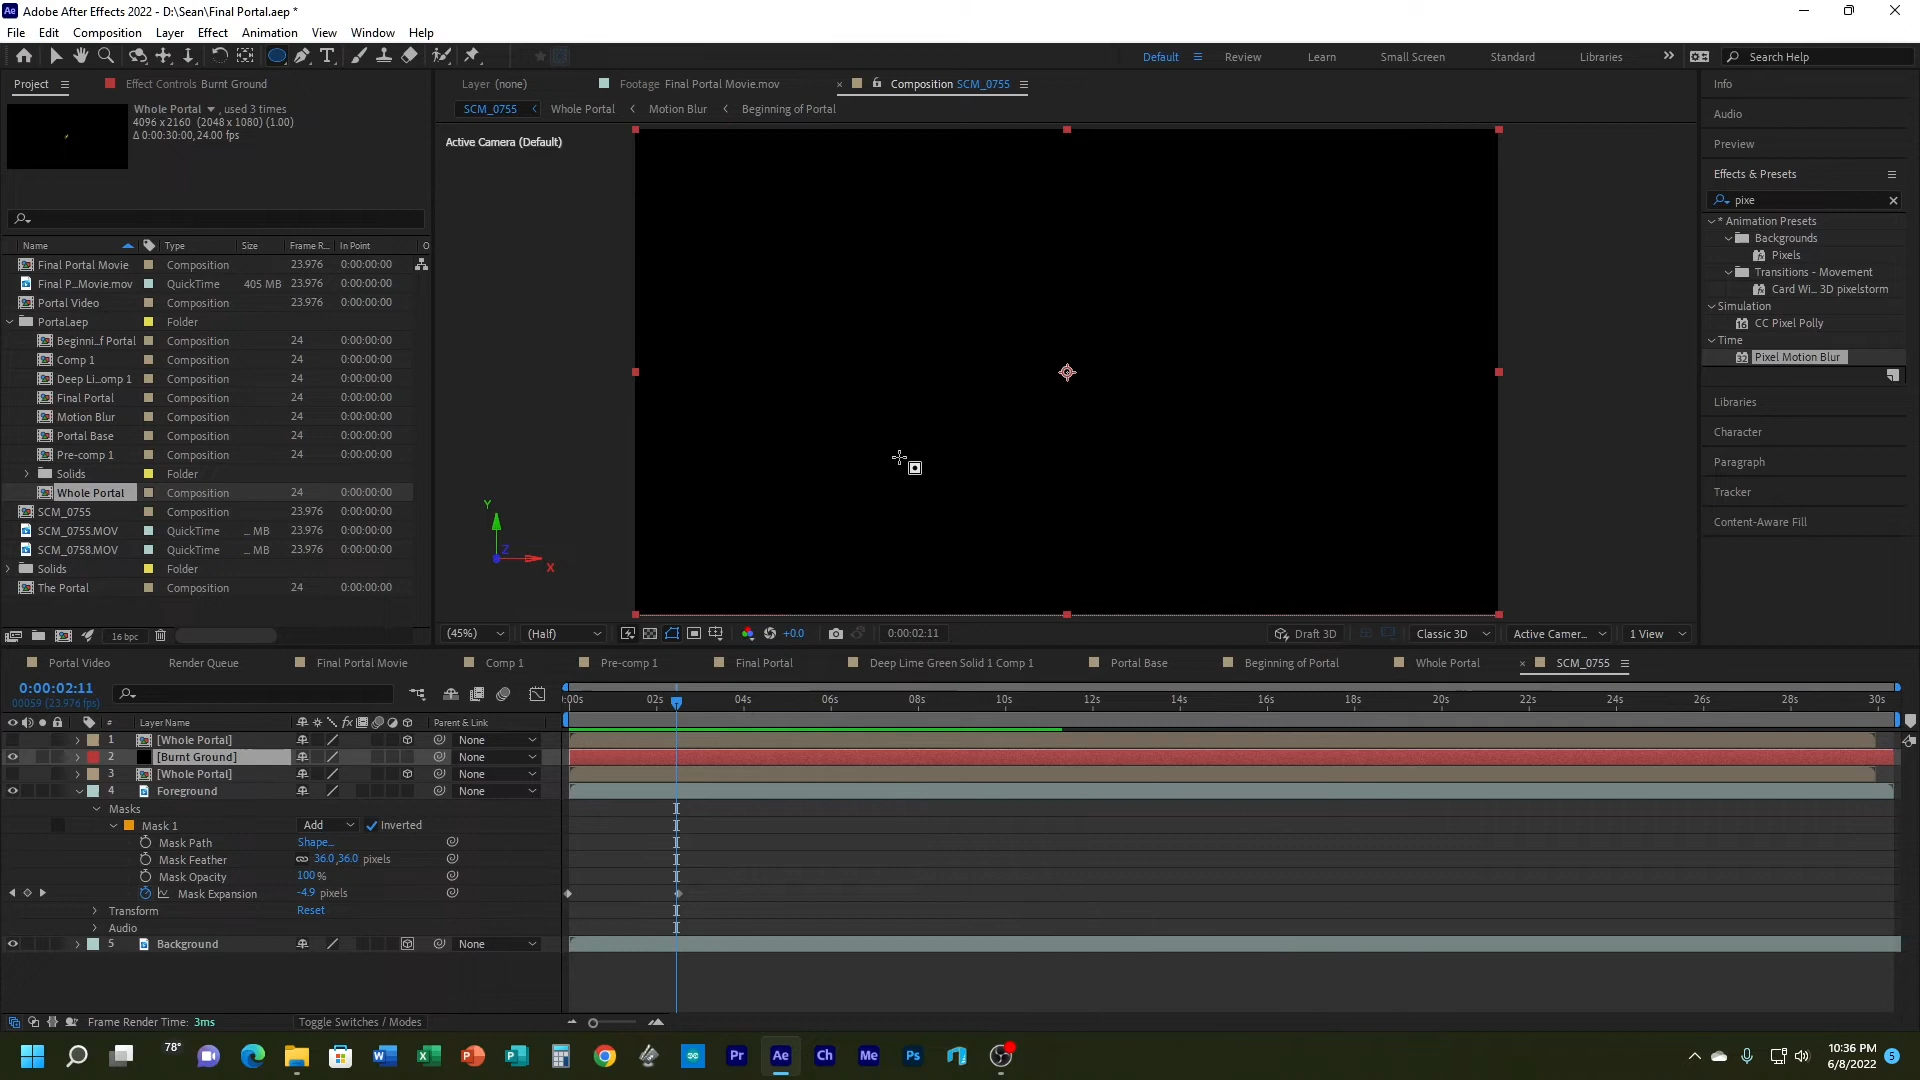 Adobe After Effects 2022 - D:\Sean\Final Portal.aep *
File Edit Composition Layer Effect Animation View Window Help
Default Review Learn Small Screen Standard Libraries Search Help
Project Effect Controls Burnt Ground
Layer (none) Footage Final Portal Movie.mov Composition SCM_0755
SCM_0755 Whole Portal Motion Blur Beginning of Portal
Whole Portal , used 3 times
4096 x 2160 (2048 x 1080) (1.00)
Δ 0:00:30:00, 24.00 fps
Active Camera (Default)
Name Type Size Frame R... In Point O
Final Portal Movie Composition 23.976 0:00:00:00
Final P...Movie.mov QuickTime 405 MB 23.976 0:00:00:00
Portal Video Composition 23.976 0:00:00:00
Portal.aep Folder
Beginni...f Portal Composition 24 0:00:00:00
Comp 1 Composition 24 0:00:00:00
Deep Li...omp 1 Composition 24 0:00:00:00
Final Portal Composition 24 0:00:00:00
Motion Blur Composition 24 0:00:00:00
Portal Base Composition 24 0:00:00:00
Pre-comp 1 Composition 24 0:00:00:00
Solids Folder
Whole Portal Composition 24 0:00:00:00
SCM_0755 Composition 23.976 0:00:00:00
SCM_0755.MOV QuickTime ... MB 23.976 0:00:00:00
SCM_0758.MOV QuickTime ... MB 23.976 0:00:00:00
Solids Folder
The Portal Composition 24 0:00:00:00
16 bpc
Y
Z
X
(45%) (Half) +0.0 0:00:02:11 Draft 3D Classic 3D Active Camer... 1 View
Info
Audio
Preview
Effects & Presets
pixe
* Animation Presets
Backgrounds
Pixels
Transitions - Movement
Card Wi... 3D pixelstorm
Simulation
CC Pixel Polly
Time
Pixel Motion Blur
Libraries
Character
Paragraph
Tracker
Content-Aware Fill
Portal Video Render Queue Final Portal Movie Comp 1 Pre-comp 1 Final Portal Deep Lime Green Solid 1 Comp 1 Portal Base Beginning of Portal Whole Portal SCM_0755
0:00:02:11
00059 (23.976 fps)
:00s 02s 04s 06s 08s 10s 12s 14s 16s 18s 20s 22s 24s 26s 28s 30s
# Layer Name Parent & Link
1 [Whole Portal] None
2 [Burnt Ground] None
3 [Whole Portal] None
4 Foreground None
Masks
Mask 1 Add Inverted
Mask Path Shape...
Mask Feather 36.0,36.0 pixels
Mask Opacity 100%
Mask Expansion -4.9 pixels
Transform Reset
Audio
5 Background None
Frame Render Time: 3ms Toggle Switches / Modes
78°
Pr Ae Ch Me Ps
10:36 PM
6/8/2022
5